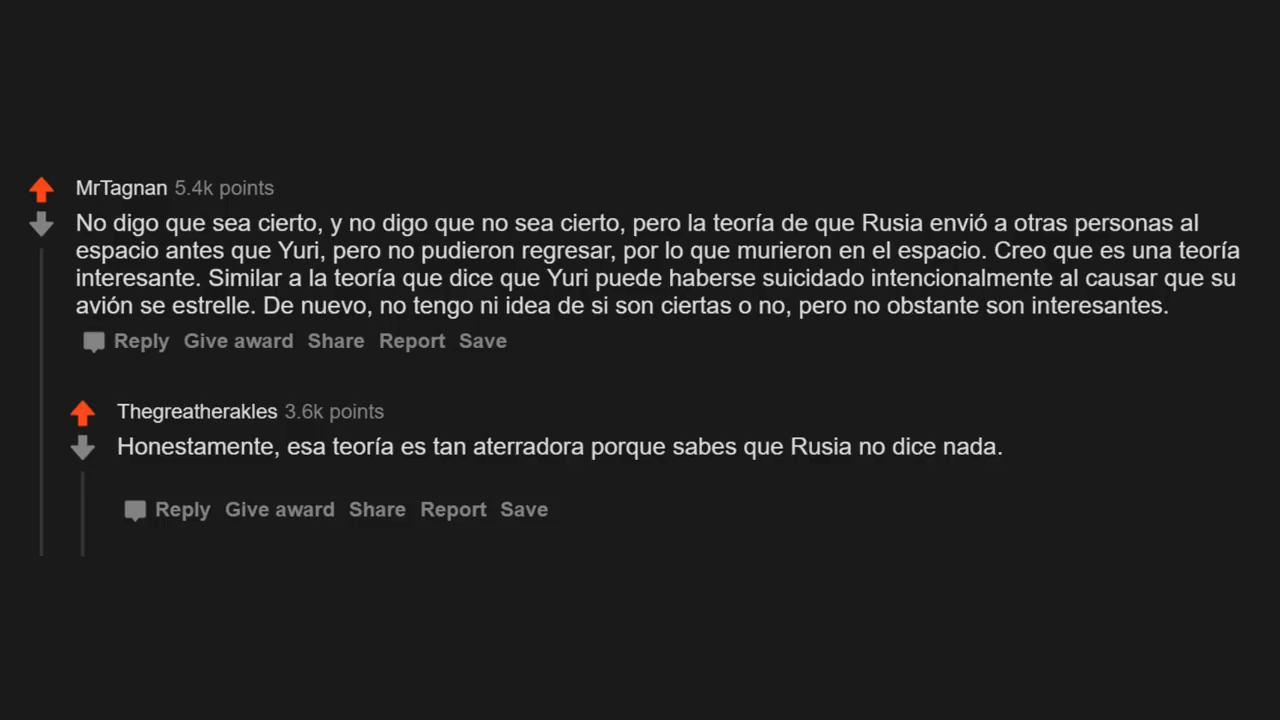 MrTagnan 5.4k points
No digo que sea cierto, y no digo que no sea cierto, pero la teoría de que Rusia envió a otras personas al
espacio antes que Yuri, pero no pudieron regresar, por lo que murieron en el espacio. Creo que es una teoría
interesante. Similar a la teoría que dice que Yuri puede haberse suicidado intencionalmente al causar que su
avión se estrelle. De nuevo, no tengo ni idea de si son ciertas o no, pero no obstante son interesantes.
Reply Give award Share Report Save
Thegreatherakles 3.6k points
Honestamente, esa teoría es tan aterradora porque sabes que Rusia no dice nada.
Reply Give award Share Report Save